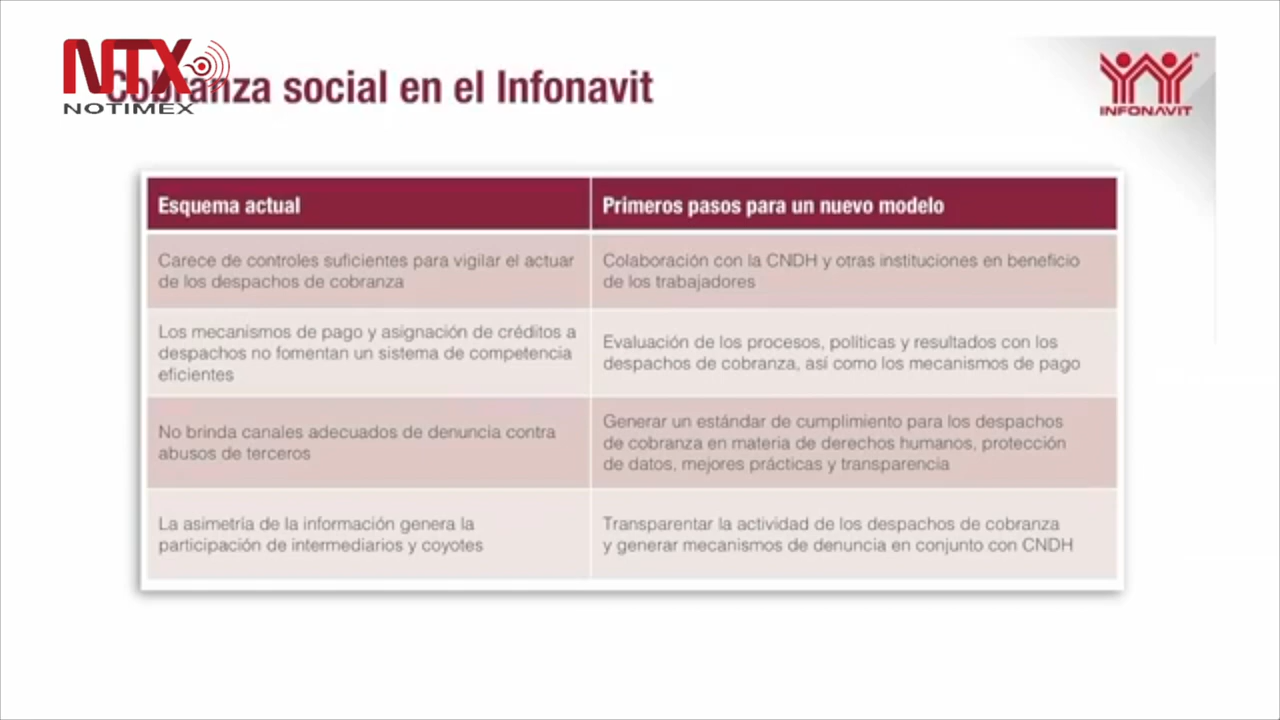 NTX
NOTIMEX
Cobranza social en el Infonavit
INFONAVIT
Esquema actual
Primeros pasos para un nuevo modelo
Carece de controles suficientes para vigilar el actuar
de los despachos de cobranza
Colaboración con la CNDH y otras instituciones en beneficio
de los trabajadores
Los mecanismos de pago y asignación de créditos a
despachos no fomentan un sistema de competencia
eficientes
Evaluación de los procesos, políticas y resultados con los
despachos de cobranza, así como los mecanismos de pago
No brinda canales adecuados de denuncia contra
abusos de terceros
Generar un estándar de cumplimiento para los despachos
de cobranza en materia de derechos humanos, protección
de datos, mejores prácticas y transparencia
La asimetría de la información genera la
participación de intermediarios y coyotes
Transparentar la actividad de los despachos de cobranza
y generar mecanismos de denuncia en conjunto con CNDH